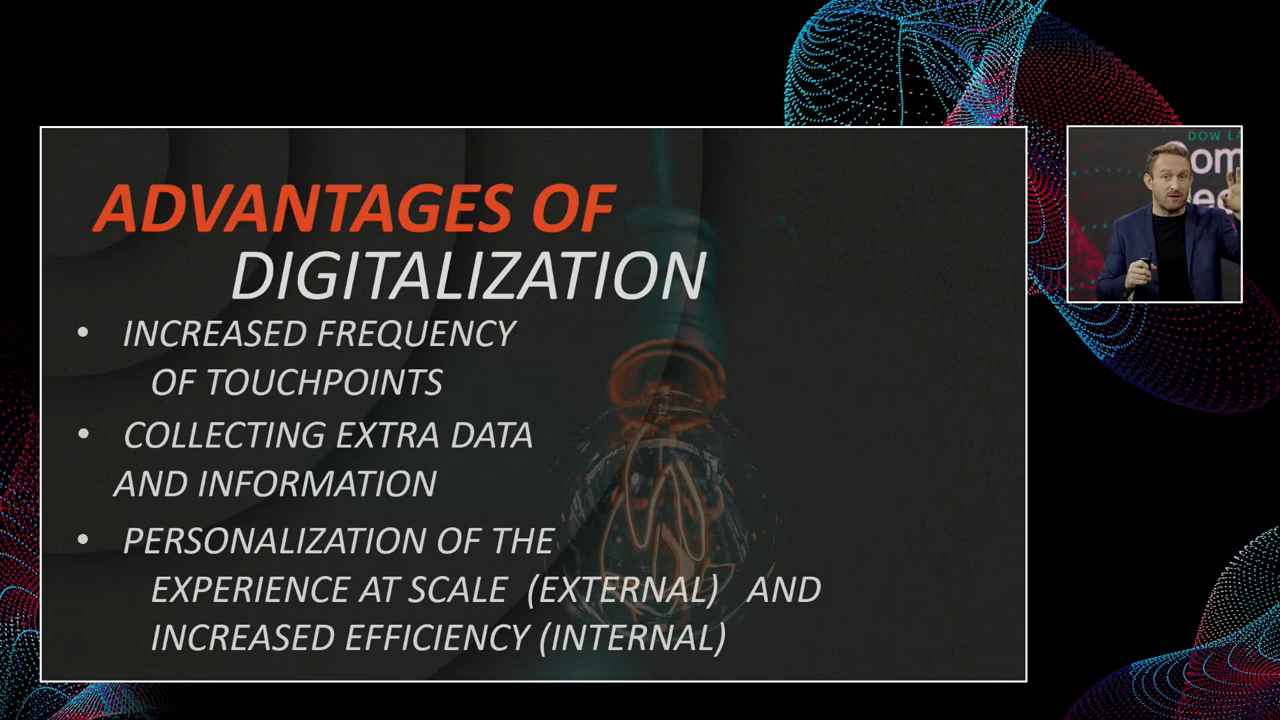 ADVANTAGES OF
DIGITALIZATION
• INCREASED FREQUENCY
OF TOUCHPOINTS
• COLLECTING EXTRA DATA
AND INFORMATION
• PERSONALIZATION OF THE
EXPERIENCE AT SCALE (EXTERNAL) AND
INCREASED EFFICIENCY (INTERNAL)
DOW